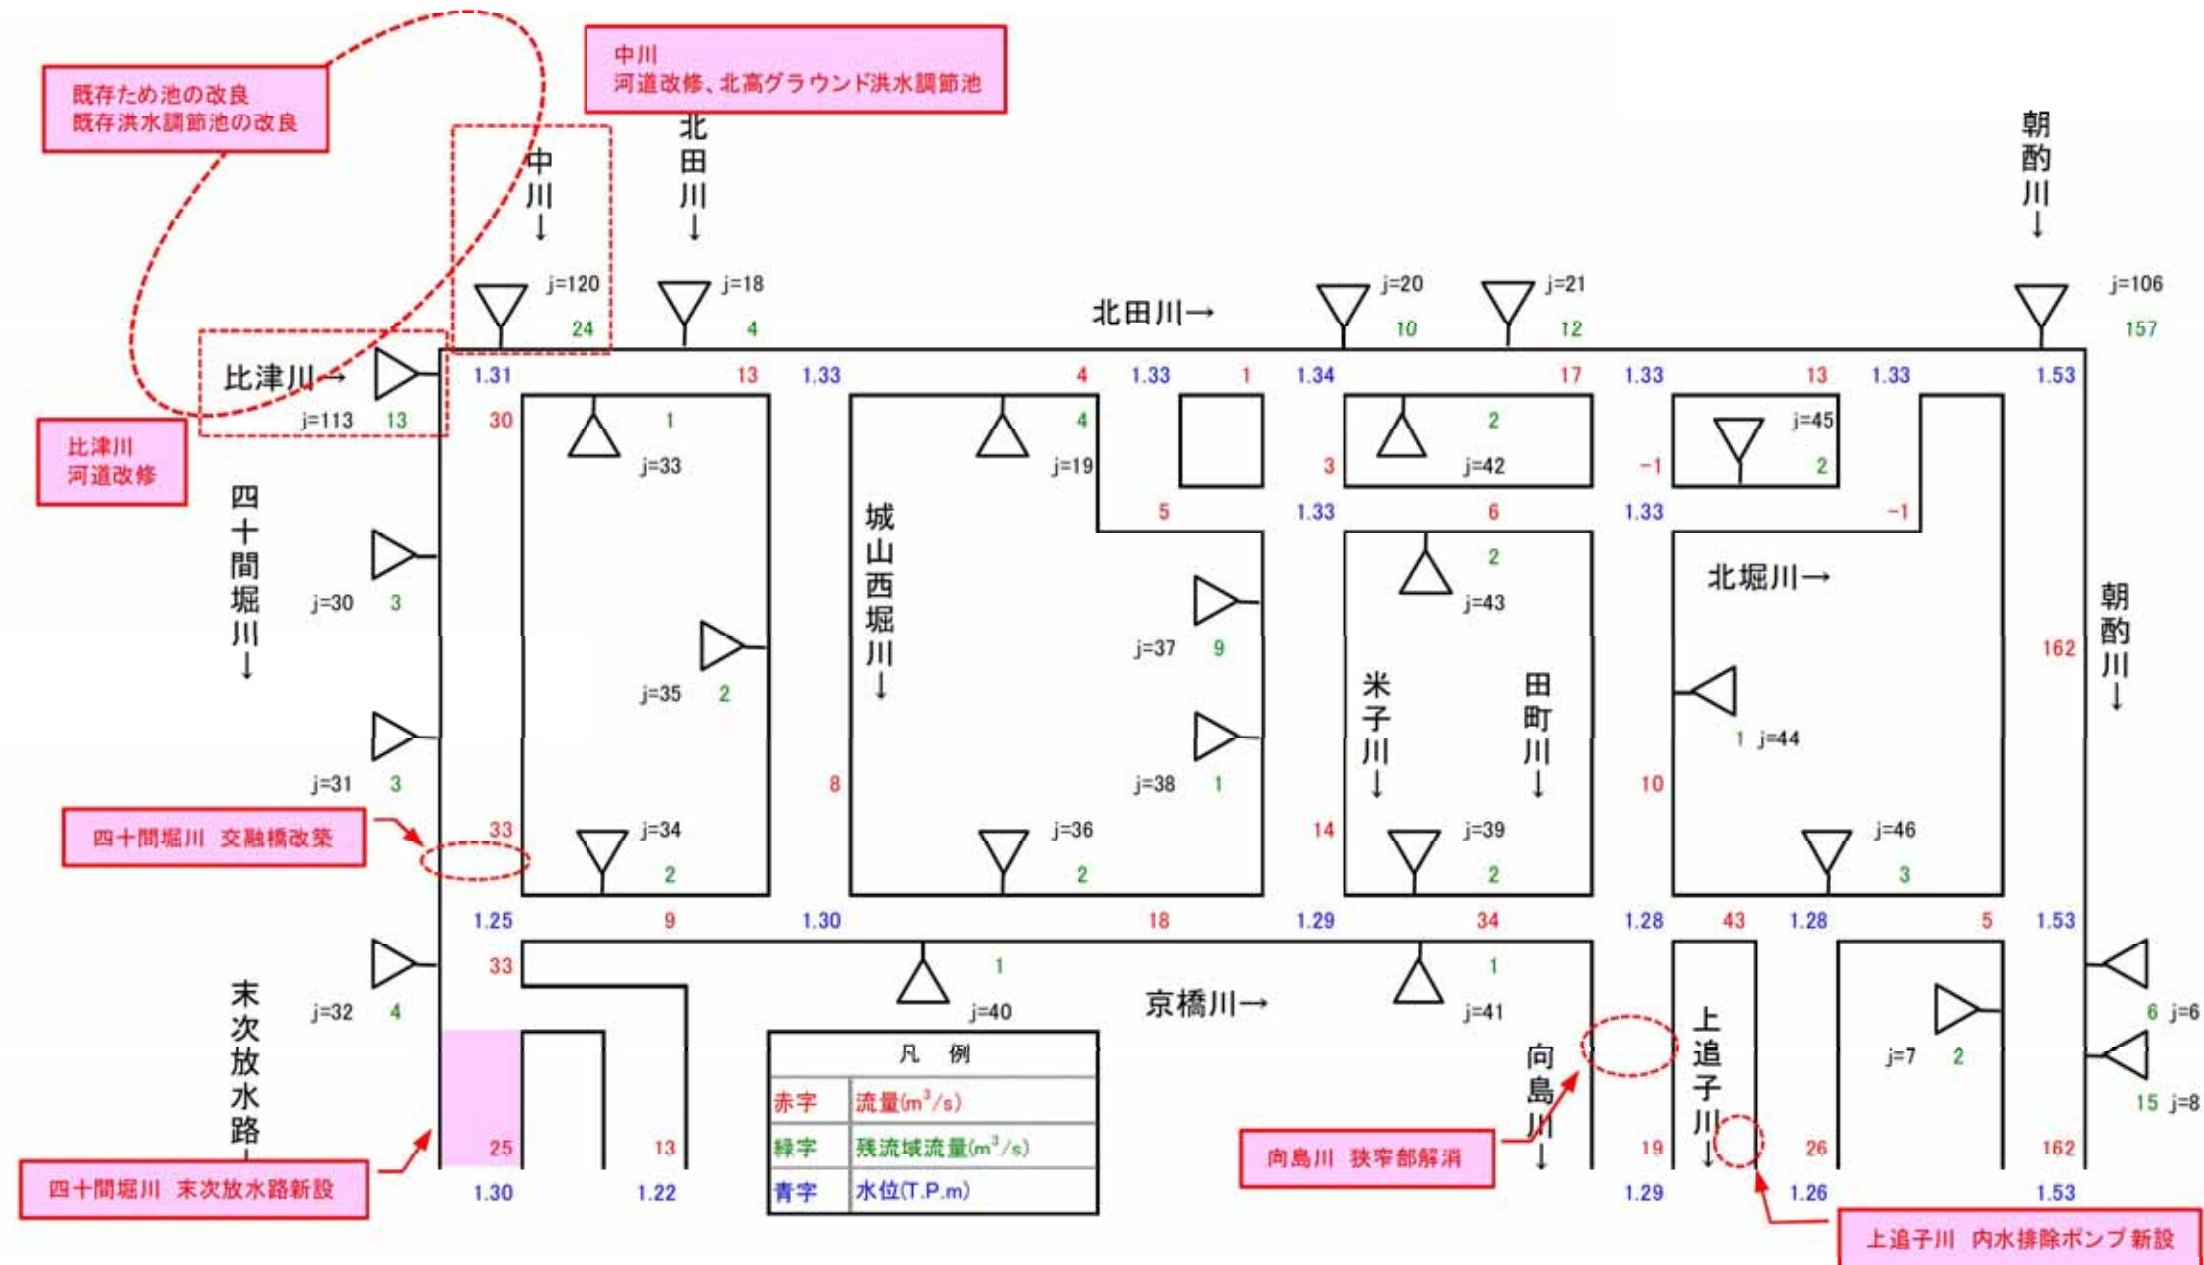 既存ため池の改良
既存洪水調節池の改良
中川
河道改修、北高グラウンド洪水調節池
中川↓
北田川↓
朝酌川↓
j=120
24
j=18
4
北田川→
j=20
10
j=21
12
j=106
157
比津川→
j=113 13
1.31
13
1.33
4
1.33
1
1.34
17
1.33
13
1.33
1.53
30
1
j=33
4
j=19
3
2
j=42
-1
j=45
2
比津川
河道改修
四十間堀川↓
j=30 3
城山西堀川↓
5
1.33
6
1.33
-1
2
j=43
北堀川→
j=37 9
j=35 2
162
朝酌川↓
米子川↓
田町川↓
1 j=44
j=31 3
8
j=38 1
10
四十間堀川 交融橋改築
33
j=34
2
j=36
2
14
j=39
2
j=46
3
1.25
9
1.30
18
1.29
34
1.28
43
1.28
5
1.53
33
末次放水路↓
j=32 4
1
j=40
京橋川→
1
j=41
向島川↓
上追子川↓
j=7 2
6 j=6
15 j=8
凡 例
赤字 流量(m³/s)
緑字 残流域流量(m³/s)
青字 水位(T.P.m)
25
13
19
26
162
四十間堀川 末次放水路新設
1.30
1.22
向島川 狭窄部解消
1.29
1.26
1.53
上追子川 内水排除ポンプ新設